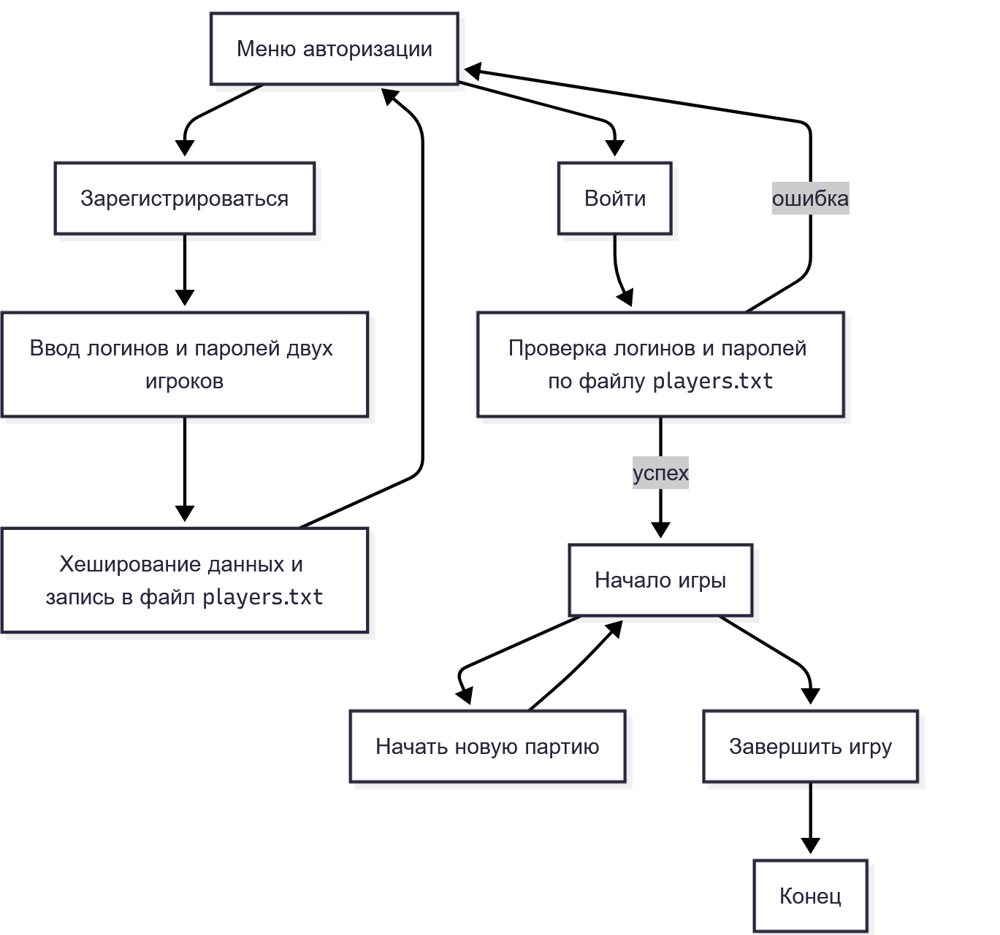 Меню авторизации
Зарегистрироваться
Войти
ошибка
Ввод логинов и паролей двух
игроков
Проверка логинов и паролей
по файлу players.txt
успех
Хеширование данных и
запись в файл players.txt
Начало игры
Начать новую партию
Завершить игру
Конец